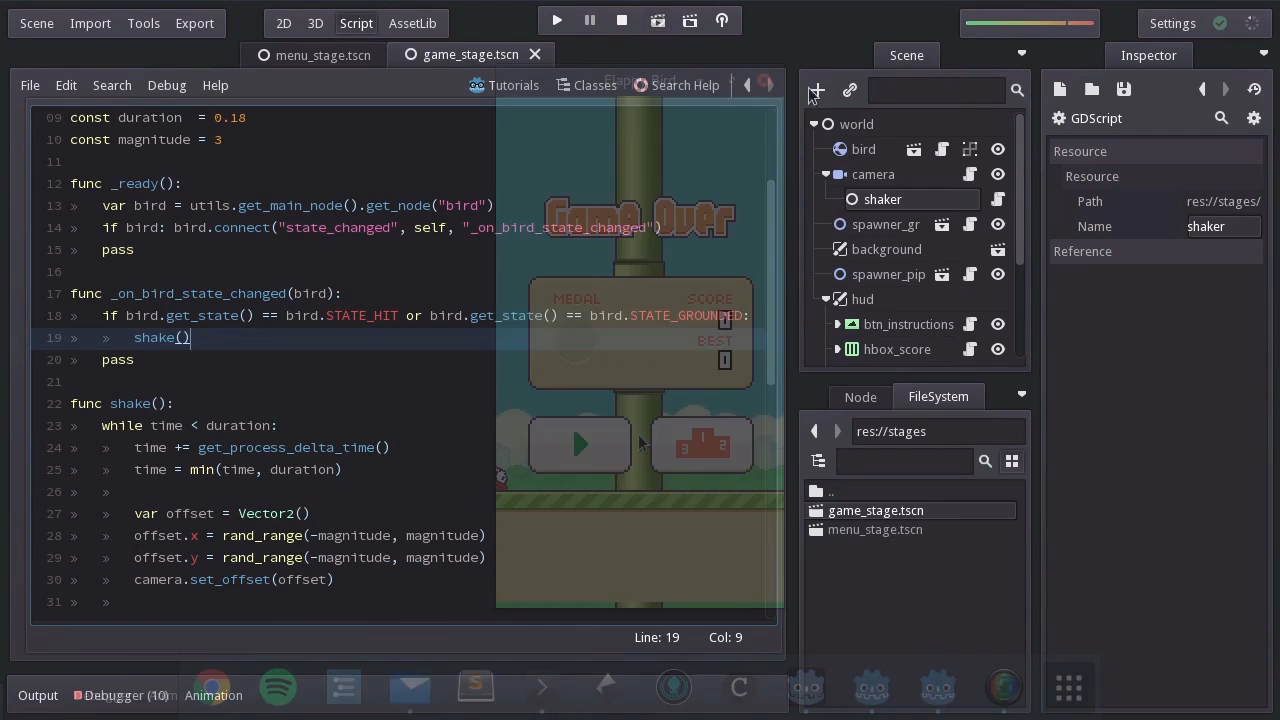 Scene Import Tools Export 2D 3D Script AssetLib Settings
menu_stage.tscn game_stage.tscn Scene Inspector
File Edit Search Debug Help Tutorials Classes Search Help
09 const duration = 0.18
10 const magnitude = 3
11
12 func _ready():
13 » var bird = utils.get_main_node().get_node("bird")
14 » if bird: bird.connect("state_changed", self, "_on_bird_state_changed")
15 » pass
16
17 func _on_bird_state_changed(bird):
18 » if bird.get_state() == bird.STATE_HIT or bird.get_state() == bird.STATE_GROUNDED:
19 » » shake()
20 » pass
21
22 func shake():
23 » while time < duration:
24 » » time += get_process_delta_time()
25 » » time = min(time, duration)
26 » »
27 » » var offset = Vector2()
28 » » offset.x = rand_range(-magnitude, magnitude)
29 » » offset.y = rand_range(-magnitude, magnitude)
30 » » camera.set_offset(offset)
31 » »
Line: 19 Col: 9
Flappy Bird
Game Over
MEDAL SCORE
1
BEST
1
3 1 2
world
bird
camera
shaker
spawner_gr
background
spawner_pip
hud
btn_instructions
hbox_score
Node FileSystem
res://stages
..
game_stage.tscn
menu_stage.tscn
GDScript
Resource
Resource
Path res://stages/
Name shaker
Reference
Output Debugger (10) Animation